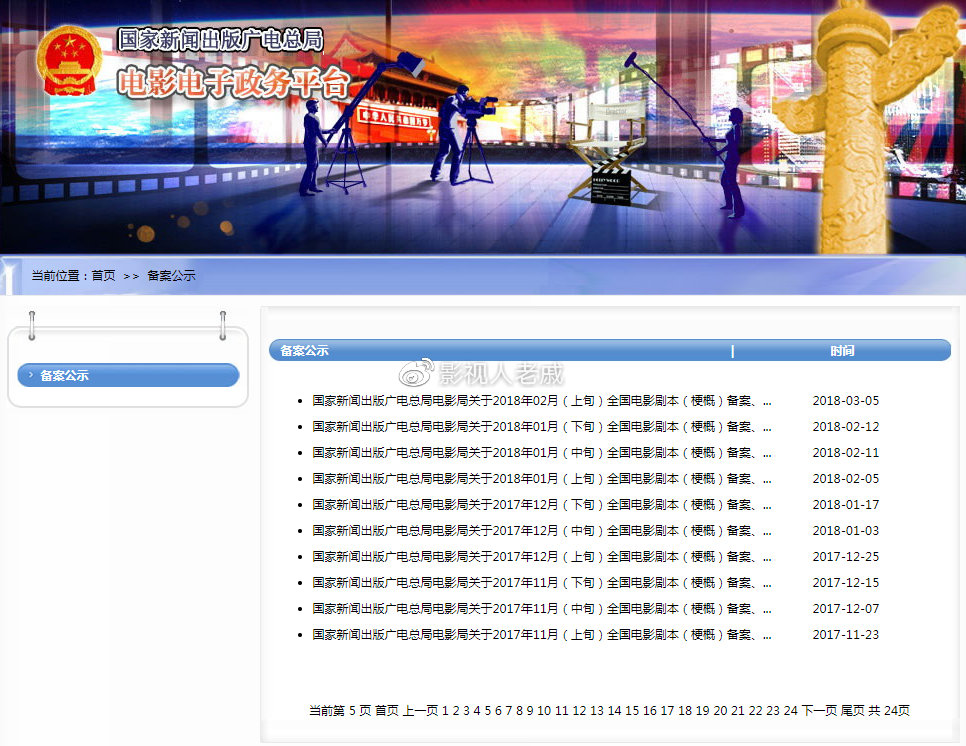 国家新闻出版广电总局
电影电子政务平台
当前位置：首页 >> 备案公示
备案公示
备案公示 | 时间
影视人老戚
国家新闻出版广电总局电影局关于2018年02月（上旬）全国电影剧本（梗概）备案、... 2018-03-05
国家新闻出版广电总局电影局关于2018年01月（下旬）全国电影剧本（梗概）备案、... 2018-02-12
国家新闻出版广电总局电影局关于2018年01月（中旬）全国电影剧本（梗概）备案、... 2018-02-11
国家新闻出版广电总局电影局关于2018年01月（上旬）全国电影剧本（梗概）备案、... 2018-02-05
国家新闻出版广电总局电影局关于2017年12月（下旬）全国电影剧本（梗概）备案、... 2018-01-17
国家新闻出版广电总局电影局关于2017年12月（中旬）全国电影剧本（梗概）备案、... 2018-01-03
国家新闻出版广电总局电影局关于2017年12月（上旬）全国电影剧本（梗概）备案、... 2017-12-25
国家新闻出版广电总局电影局关于2017年11月（下旬）全国电影剧本（梗概）备案、... 2017-12-15
国家新闻出版广电总局电影局关于2017年11月（中旬）全国电影剧本（梗概）备案、... 2017-12-07
国家新闻出版广电总局电影局关于2017年11月（上旬）全国电影剧本（梗概）备案、... 2017-11-23
当前第 5 页 首页 上一页 1 2 3 4 5 6 7 8 9 10 11 12 13 14 15 16 17 18 19 20 21 22 23 24 下一页 尾页 共 24页